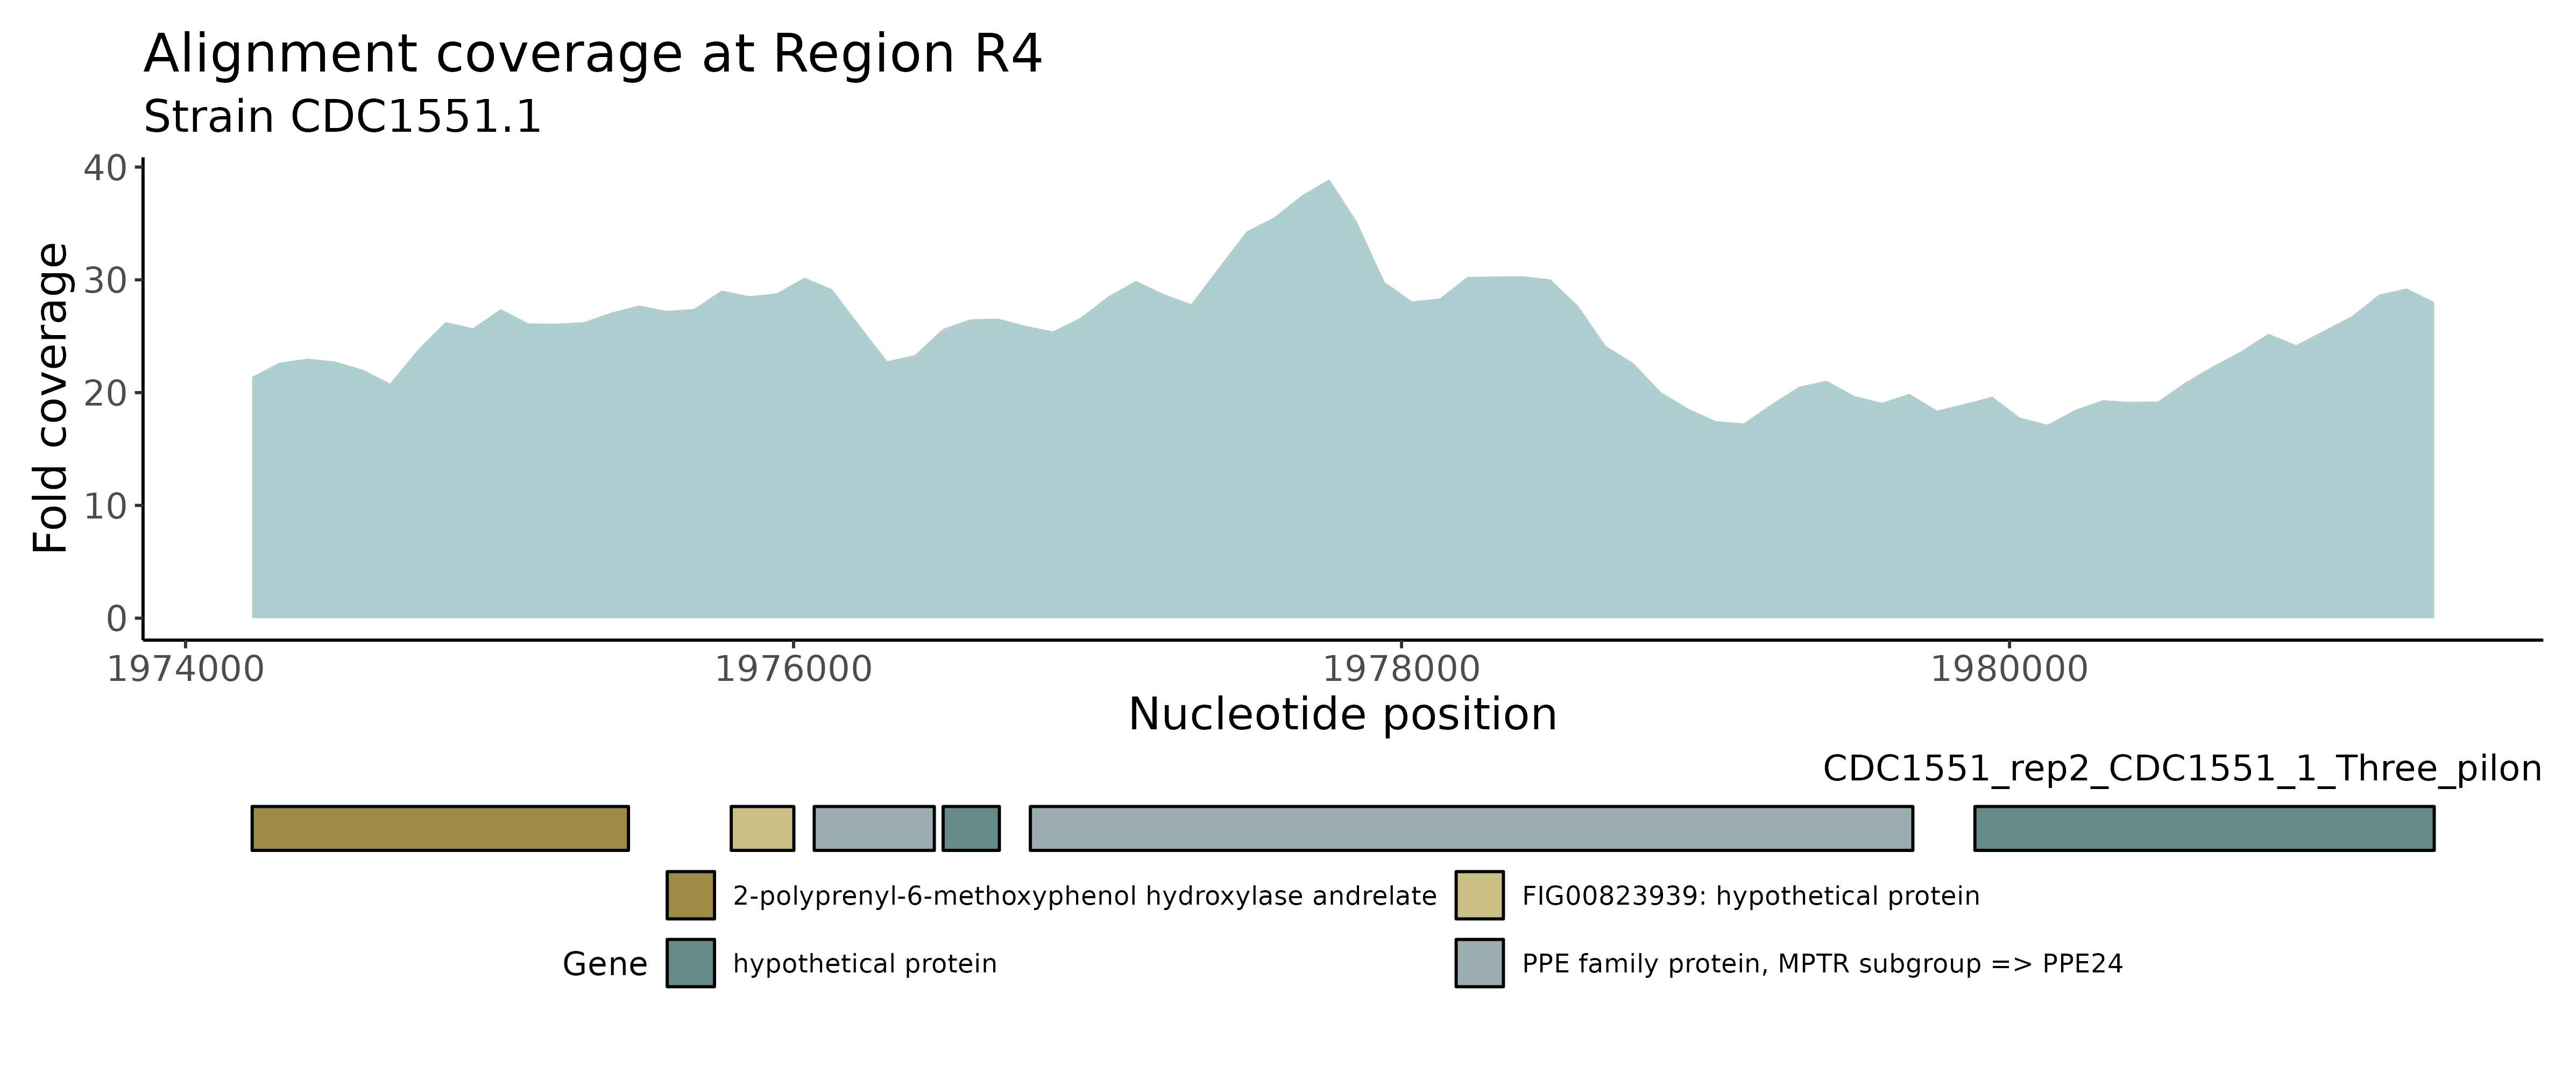 Alignment coverage at Region R4
Strain CDC1551.1
40
30
20
10
0
Fold coverage
1974000 1976000 1978000 1980000
Nucleotide position
CDC1551_rep2_CDC1551_1_Three_pilon
Gene
2-polyprenyl-6-methoxyphenol hydroxylase andrelate
FIG00823939: hypothetical protein
hypothetical protein
PPE family protein, MPTR subgroup => PPE24